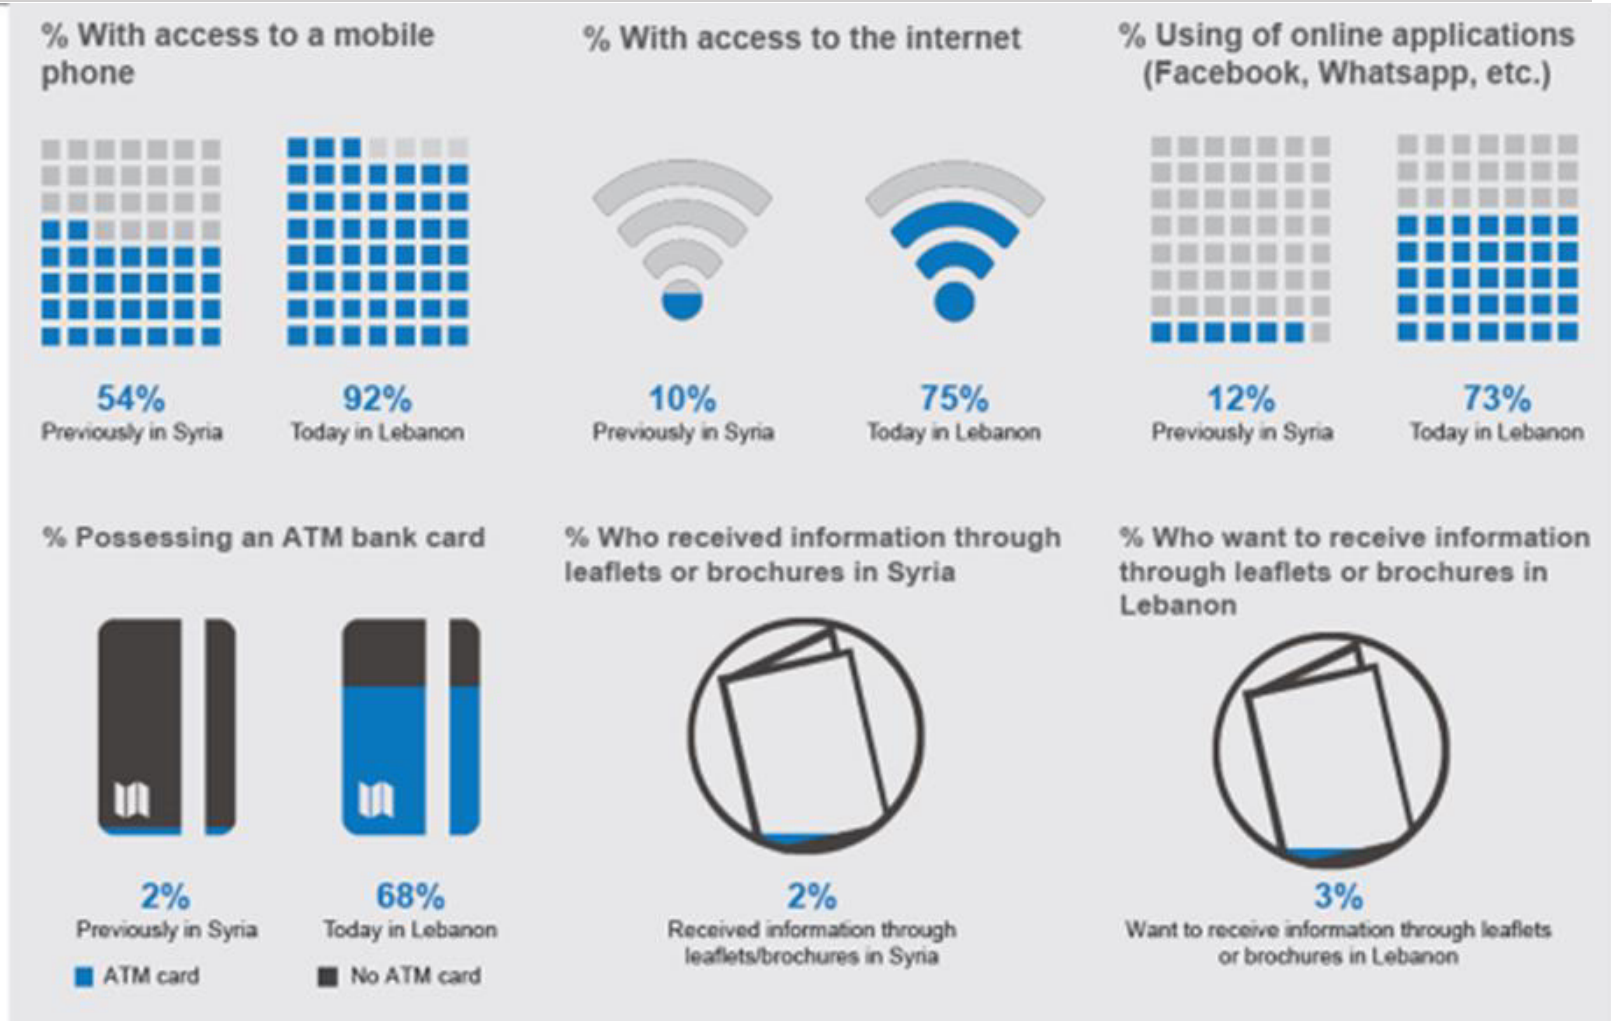 % With access to a mobile
phone
% With access to the internet
% Using of online applications
(Facebook, Whatsapp, etc.)
54%
Previously in Syria
92%
Today in Lebanon
10%
Previously in Syria
75%
Today in Lebanon
12%
Previously in Syria
73%
Today in Lebanon
% Possessing an ATM bank card
% Who received information through
leaflets or brochures in Syria
% Who want to receive information
through leaflets or brochures in
Lebanon
2%
Previously in Syria
68%
Today in Lebanon
ATM card
No ATM card
2%
Received information through
leaflets/brochures in Syria
3%
Want to receive information through leaflets
or brochures in Lebanon